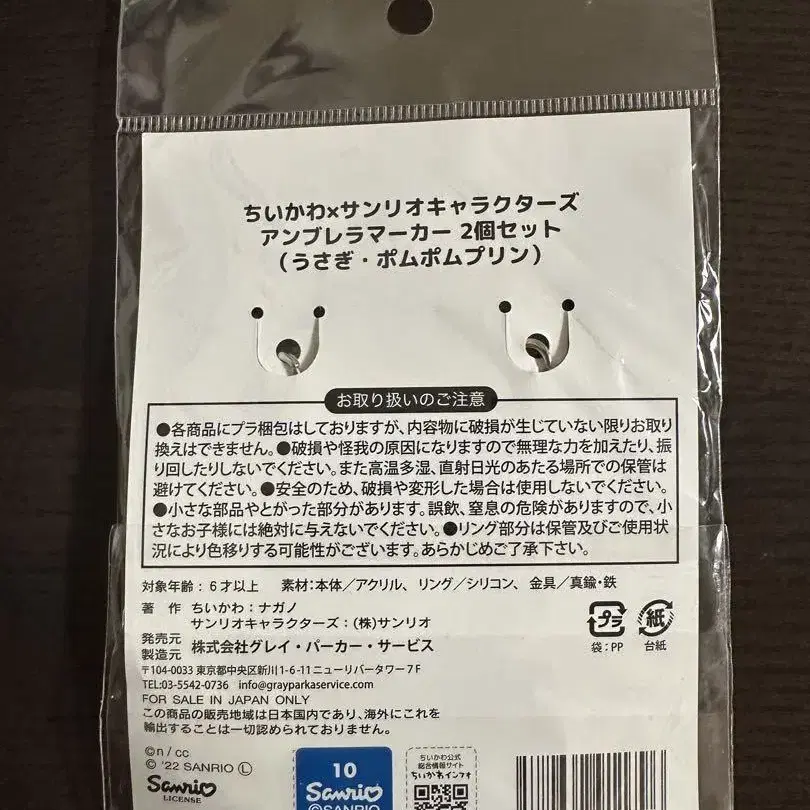 ちいかわ×サンリオキャラクターズ
アンブレラマーカー 2個セット
（うさぎ・ポムポムプリン）
お取り扱いのご注意
●各商品にプラ梱包はしておりますが、内容物に破損が生じていない限りお取り
換えはできません。●破損や怪我の原因になりますので無理な力を加えたり、振
り回したりしないでください。また高温多湿、直射日光のあたる場所での保管は
避けてください。●安全のため、破損や変形した場合は使用しないでください。
●小さな部品やとがった部分があります。誤飲、窒息の危険がありますので、小
さなお子様には絶対に与えないでください。●リング部分は保管及びご使用状
況により色移りする可能性がございます。あらかじめご了承下さい。
対象年齢：6才以上 素材：本体／アクリル、リング／シリコン、金具／真鍮・鉄
著 作 ちいかわ：ナガノ
サンリオキャラクターズ：（株）サンリオ
発売元
製造元 株式会社グレイ・パーカー・サービス
〒104-0033 東京都中央区新川1-6-11 ニューリバータワー7F
TEL:03-5542-0736 info@grayparkaservice.com
FOR SALE IN JAPAN ONLY
この商品の販売地域は日本国内であり、海外にこれを
輸出することは一切認められておりません。
プラ
袋：PP
紙
台紙
©n / cc
© '22 SANRIO Ⓛ
Sanrio
LICENSE
10
Sanrio
©SANRIO
ちいかわ公式
総合情報サイト
ちいかわインフォ